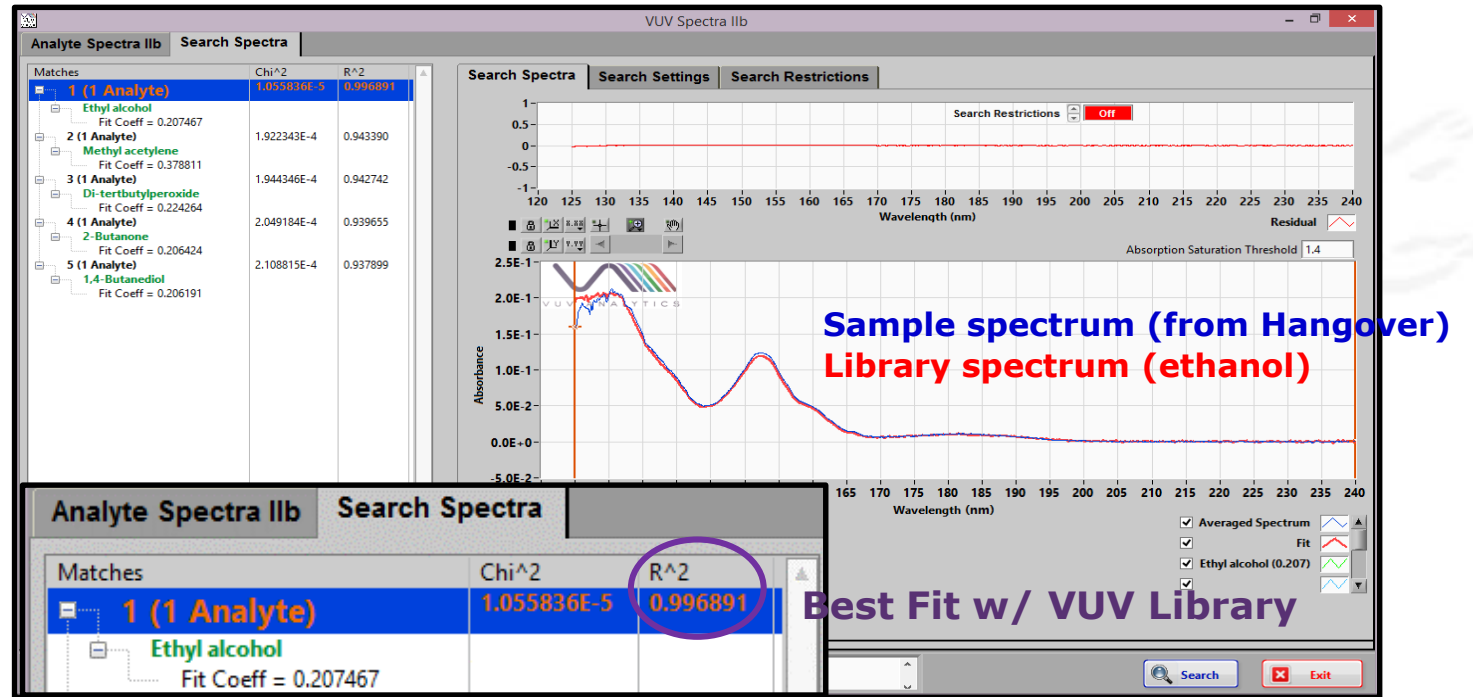 VUV Spectra IIb
Analyte Spectra IIb Search Spectra
Matches Chi^2 R^2
1 (1 Analyte) 1.055836E-5 0.996891
Ethyl alcohol
Fit Coeff = 0.207467
2 (1 Analyte) 1.922343E-4 0.943390
Methyl acetylene
Fit Coeff = 0.378811
3 (1 Analyte) 1.944346E-4 0.942742
Di-tertbutylperoxide
Fit Coeff = 0.224264
4 (1 Analyte) 2.049184E-4 0.939655
2-Butanone
Fit Coeff = 0.206424
5 (1 Analyte) 2.108815E-4 0.937899
1,4-Butanediol
Fit Coeff = 0.206191
Search Spectra Search Settings Search Restrictions
Search Restrictions Off
1
0.5
0
-0.5
-1
120 125 130 135 140 145 150 155 160 165 170 175 180 185 190 195 200 205 210 215 220 225 230 235 240
Wavelength (nm)
Residual
Absorption Saturation Threshold 1.4
2.5E-1
2.0E-1
1.5E-1
1.0E-1
5.0E-2
0.0E+0
-5.0E-2
Absorbance
VUV ANALYTICS
Sample spectrum (from Hangover)
Library spectrum (ethanol)
165 170 175 180 185 190 195 200 205 210 215 220 225 230 235 240
Wavelength (nm)
Averaged Spectrum
Fit
Ethyl alcohol (0.207)
Analyte Spectra IIb Search Spectra
Matches Chi^2 R^2
1 (1 Analyte) 1.055836E-5 0.996891
Ethyl alcohol
Fit Coeff = 0.207467
Best Fit w/ VUV Library
Search Exit